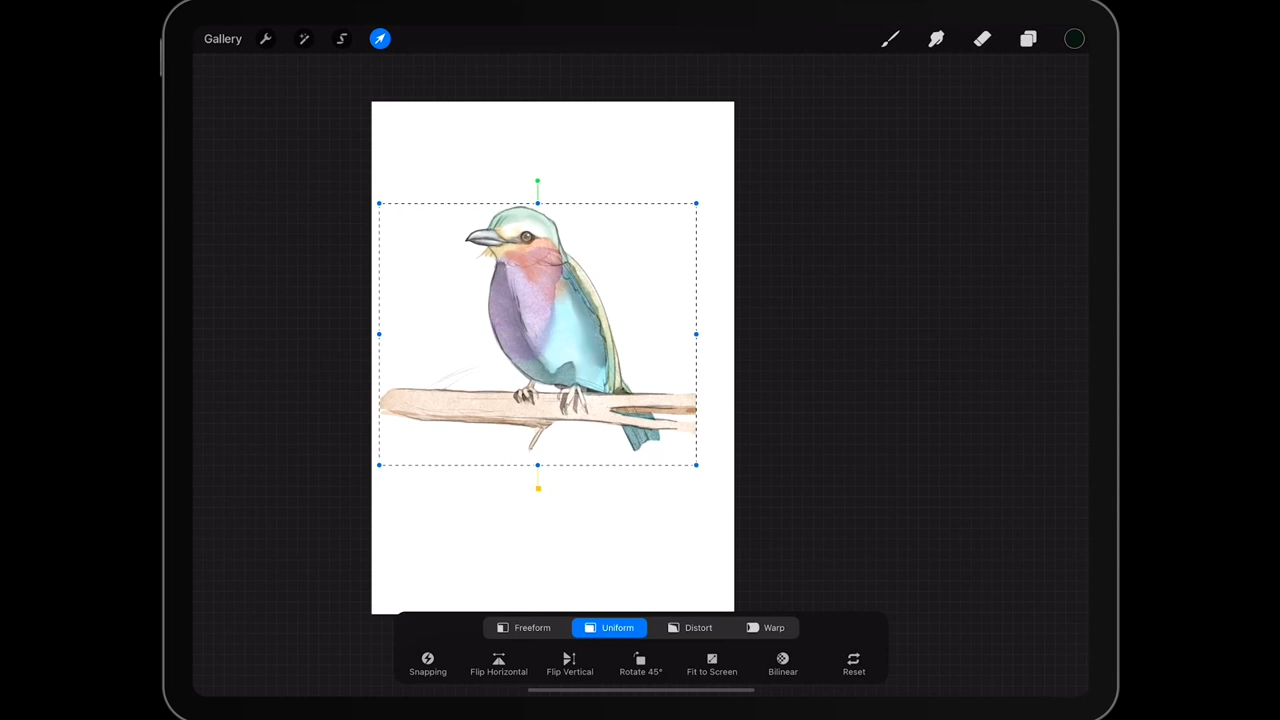 Gallery
Freeform Uniform Distort Warp
Snapping Flip Horizontal Flip Vertical Rotate 45° Fit to Screen Bilinear Reset